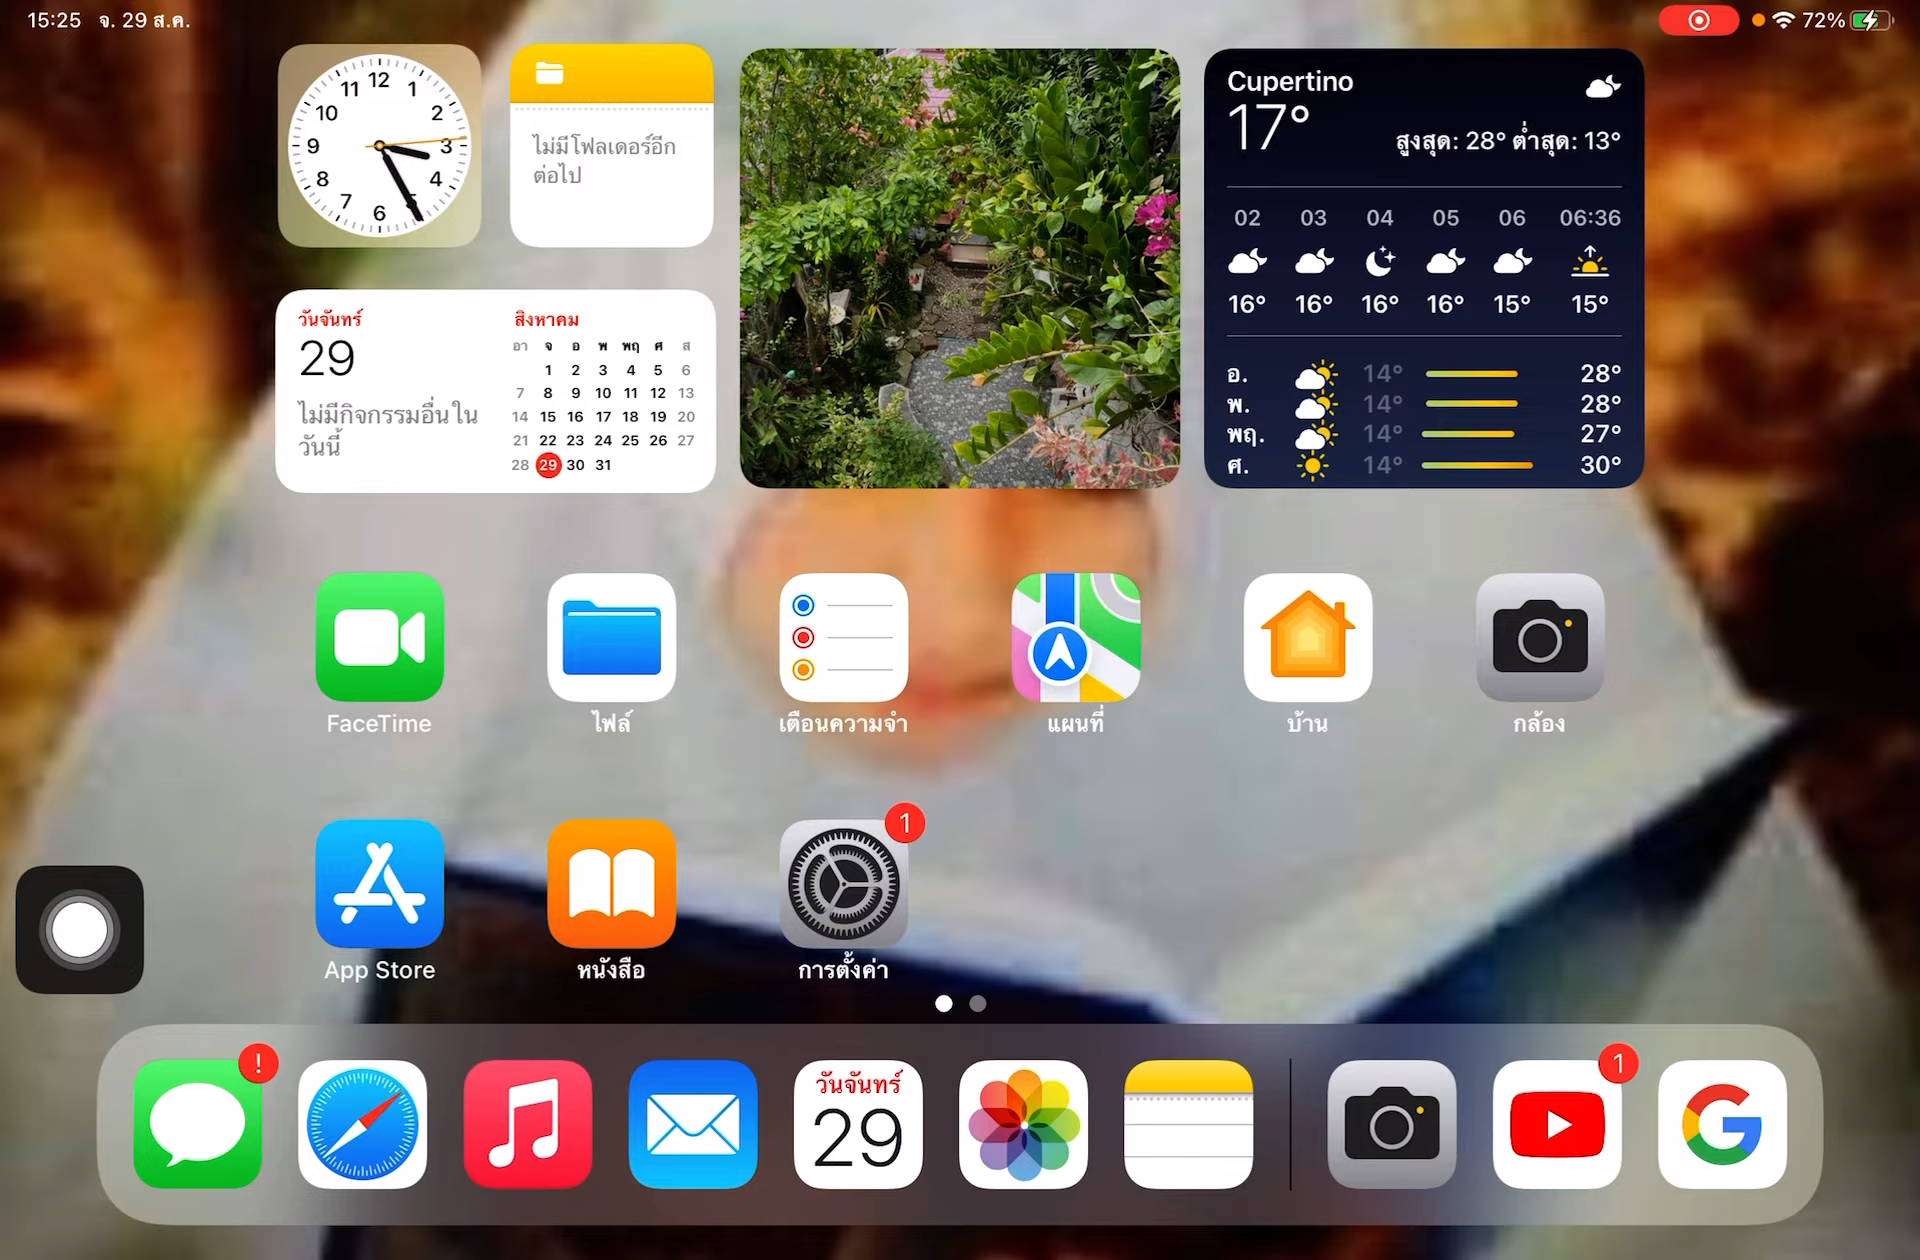 15:25 จ. 29 ส.ค.
72%
12
11 1
10 2
9 3
8 4
7
6
ไม่มีโฟลเดอร์อีก
ต่อไป
Cupertino
17°
สูงสุด: 28° ต่ำสุด: 13°
02 03 04 05 06 06:36
16° 16° 16° 16° 15° 15°
อ. 14° 28°
พ. 14° 28°
พฤ. 14° 27°
ศ. 14° 30°
วันจันทร์
29
ไม่มีกิจกรรมอื่นใน
วันนี้
สิงหาคม
อา จ อ พ พฤ ศ ส
1 2 3 4 5 6
7 8 9 10 11 12 13
14 15 16 17 18 19 20
21 22 23 24 25 26 27
28 29 30 31
FaceTime
ไฟล์
เตือนความจำ
แผนที่
บ้าน
กล้อง
1
App Store
หนังสือ
การตั้งค่า
!
วันจันทร์
29
1
G